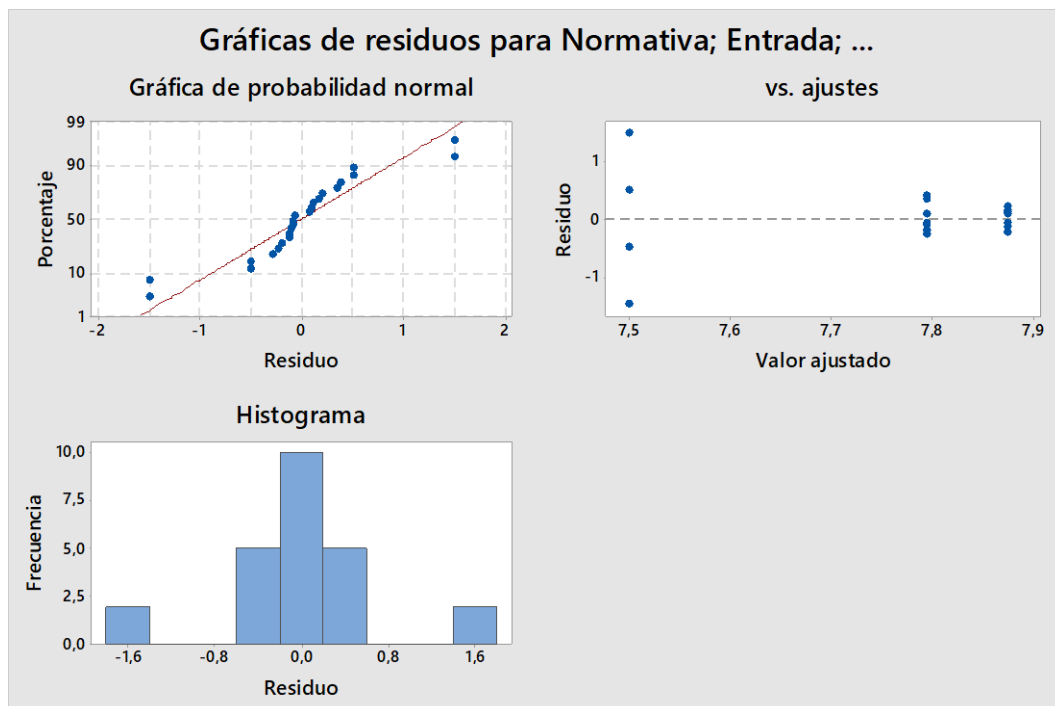 Gráficas de residuos para Normativa; Entrada; ...
Gráfica de probabilidad normal
99
90
50
10
1
Porcentaje
-2
-1
0
1
2
Residuo
vs. ajustes
1
0
-1
Residuo
7,5
7,6
7,7
7,8
7,9
Valor ajustado
Histograma
10,0
7,5
5,0
2,5
0,0
Frecuencia
-1,6
-0,8
0,0
0,8
1,6
Residuo